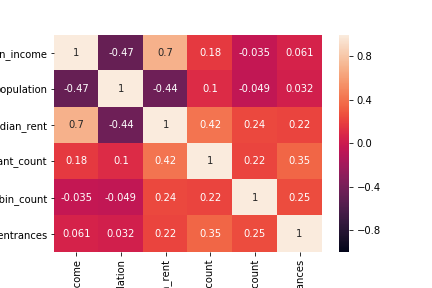 n_income 1 -0.47 0.7 0.18 -0.035 0.061 0.8
opulation -0.47 1 -0.44 0.1 -0.049 0.032 0.4
dian_rent 0.7 -0.44 1 0.42 0.24 0.22 0.0
ant_count 0.18 0.1 0.42 1 0.22 0.35
bin_count -0.035 -0.049 0.24 0.22 1 0.25 -0.4
entrances 0.061 0.032 0.22 0.35 0.25 1 -0.8
come
lation
_rent
count
count
ances